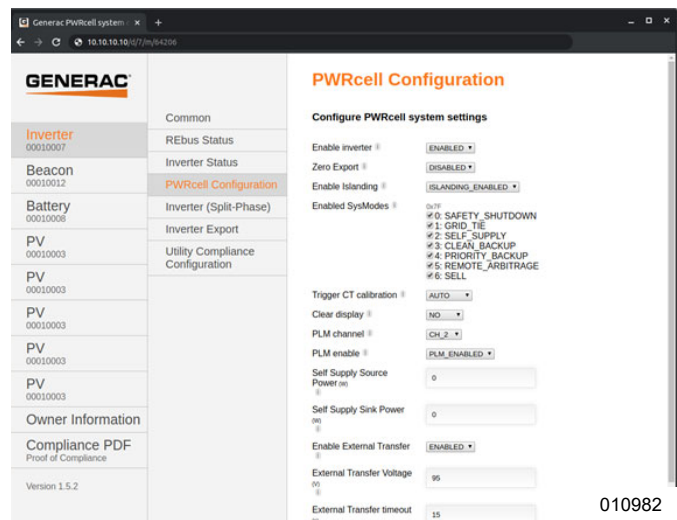 Generac PWRcell system
10.10.10.10/d/7/m/64206
GENERAC
Inverter
00010007
Beacon
00010012
Battery
00010008
PV
00010003
PV
00010003
PV
00010003
PV
00010003
PV
00010003
Owner Information
Compliance PDF
Proof of Compliance
Version 1.5.2
Common
REbus Status
Inverter Status
PWRcell Configuration
Inverter (Split-Phase)
Inverter Export
Utility Compliance
Configuration
PWRcell Configuration
Configure PWRcell system settings
Enable inverter ENABLED
Zero Export DISABLED
Enable Islanding ISLANDING_ENABLED
Enabled SysModes 0x7F
0: SAFETY_SHUTDOWN
1: GRID_TIE
2: SELF_SUPPLY
3: CLEAN_BACKUP
4: PRIORITY_BACKUP
5: REMOTE_ARBITRAGE
6: SELL
Trigger CT calibration AUTO
Clear display NO
PLM channel CH_2
PLM enable PLM_ENABLED
Self Supply Source
Power (W) 0
Self Supply Sink Power
(W) 0
Enable External Transfer ENABLED
External Transfer Voltage
(V) 95
External Transfer timeout
15
010982